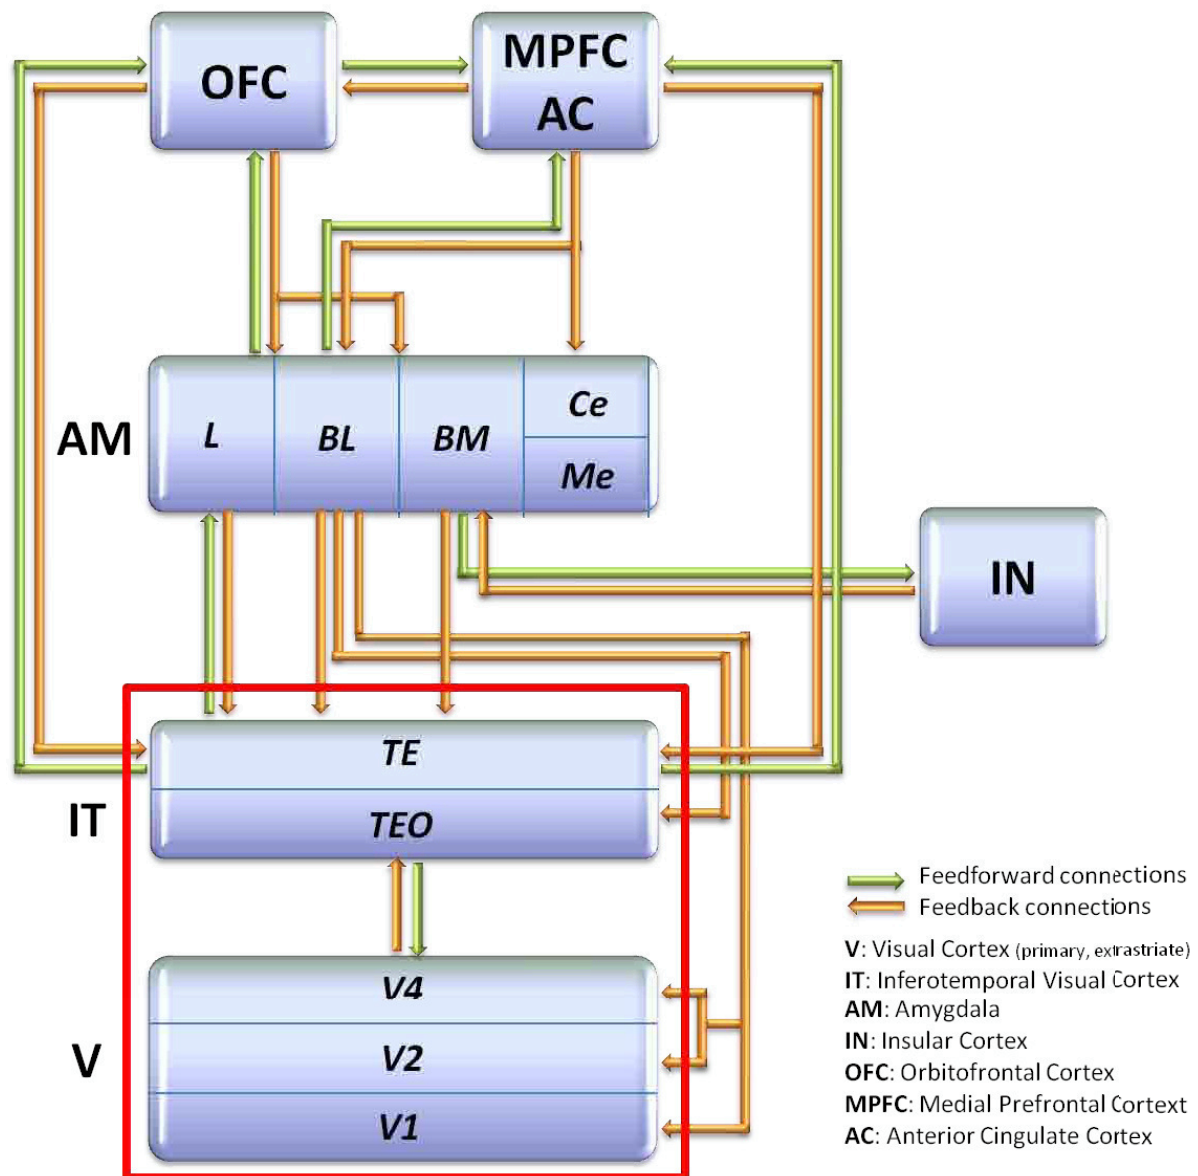 OFC
MPFC
AC
AM
L
BL
BM
Ce
Me
IN
IT
TE
TEO
V
V4
V2
V1
Feedforward connections
Feedback connections
V: Visual Cortex (primary, extrastriate)
IT: Inferotemporal Visual Cortex
AM: Amygdala
IN: Insular Cortex
OFC: Orbitofrontal Cortex
MPFC: Medial Prefrontal Cortext
AC: Anterior Cingulate Cortex